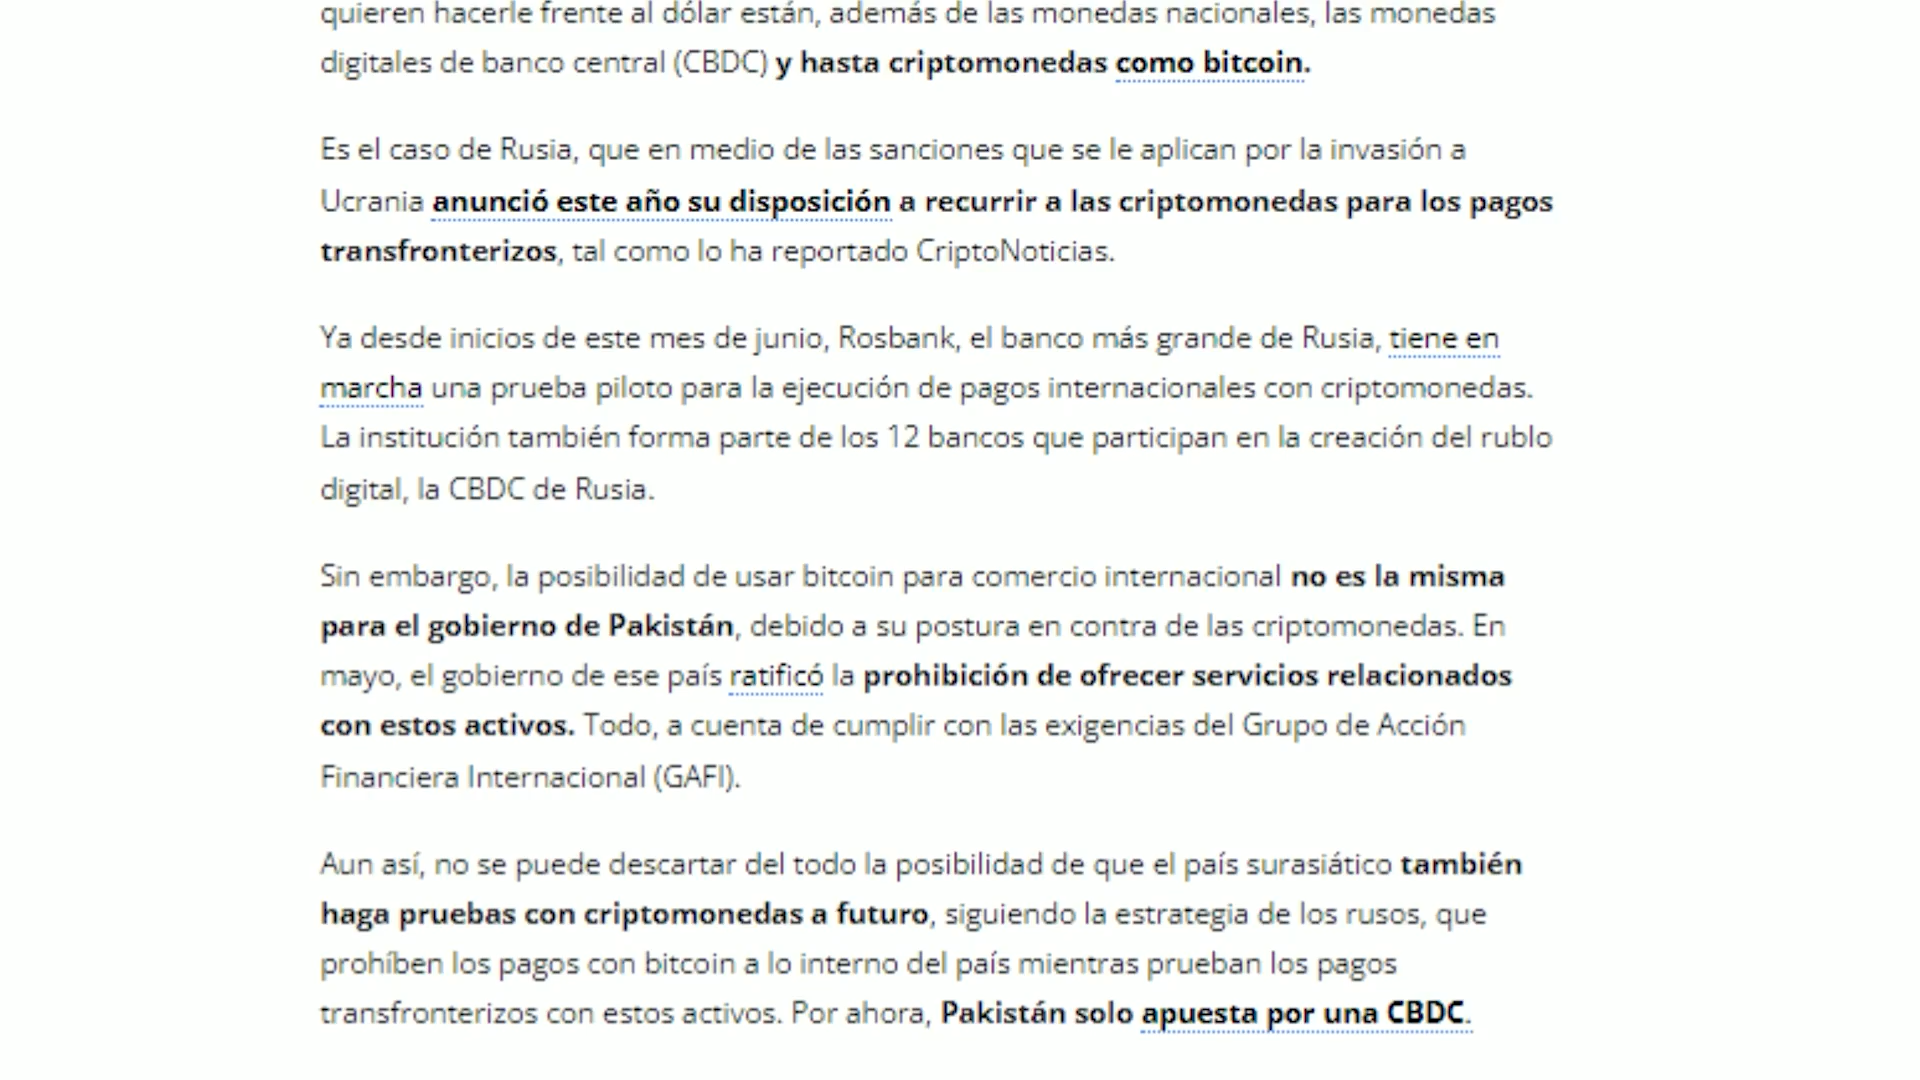 quieren hacerle frente al dólar están, además de las monedas nacionales, las monedas
digitales de banco central (CBDC) y hasta criptomonedas como bitcoin.
Es el caso de Rusia, que en medio de las sanciones que se le aplican por la invasión a
Ucrania anunció este año su disposición a recurrir a las criptomonedas para los pagos
transfronterizos, tal como lo ha reportado CriptoNoticias.
Ya desde inicios de este mes de junio, Rosbank, el banco más grande de Rusia, tiene en
marcha una prueba piloto para la ejecución de pagos internacionales con criptomonedas.
La institución también forma parte de los 12 bancos que participan en la creación del rublo
digital, la CBDC de Rusia.
Sin embargo, la posibilidad de usar bitcoin para comercio internacional no es la misma
para el gobierno de Pakistán, debido a su postura en contra de las criptomonedas. En
mayo, el gobierno de ese país ratificó la prohibición de ofrecer servicios relacionados
con estos activos. Todo, a cuenta de cumplir con las exigencias del Grupo de Acción
Financiera Internacional (GAFI).
Aun así, no se puede descartar del todo la posibilidad de que el país surasiático también
haga pruebas con criptomonedas a futuro, siguiendo la estrategia de los rusos, que
prohíben los pagos con bitcoin a lo interno del país mientras prueban los pagos
transfronterizos con estos activos. Por ahora, Pakistán solo apuesta por una CBDC.